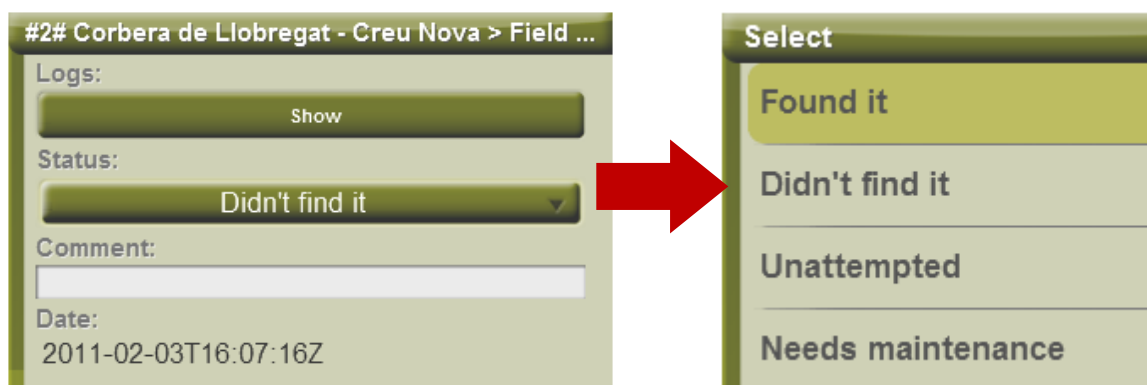 #2# Corbera de Llobregat - Creu Nova > Field ...
Logs:
Show
Status:
Didn't find it
Comment:
Date:
2011-02-03T16:07:16Z
Select
Found it
Didn't find it
Unattempted
Needs maintenance